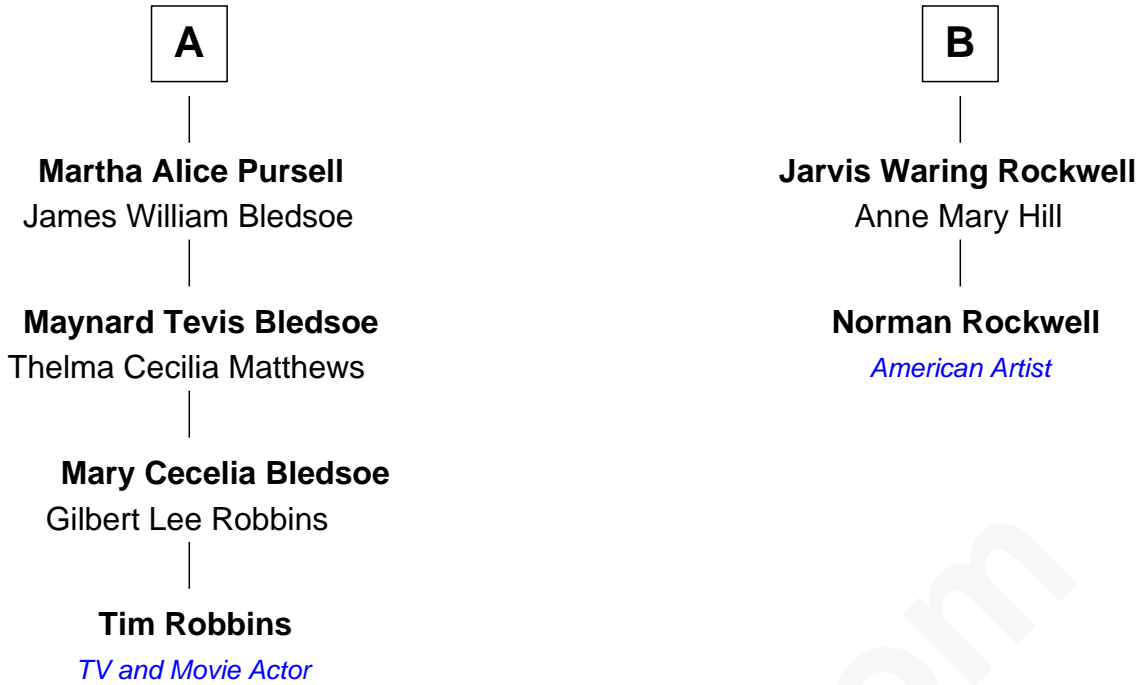 A
Martha Alice Pursell
James William Bledsoe
Maynard Tevis Bledsoe
Thelma Cecilia Matthews
Mary Cecelia Bledsoe
Gilbert Lee Robbins
Tim Robbins
TV and Movie Actor
B
Jarvis Waring Rockwell
Anne Mary Hill
Norman Rockwell
American Artist
om